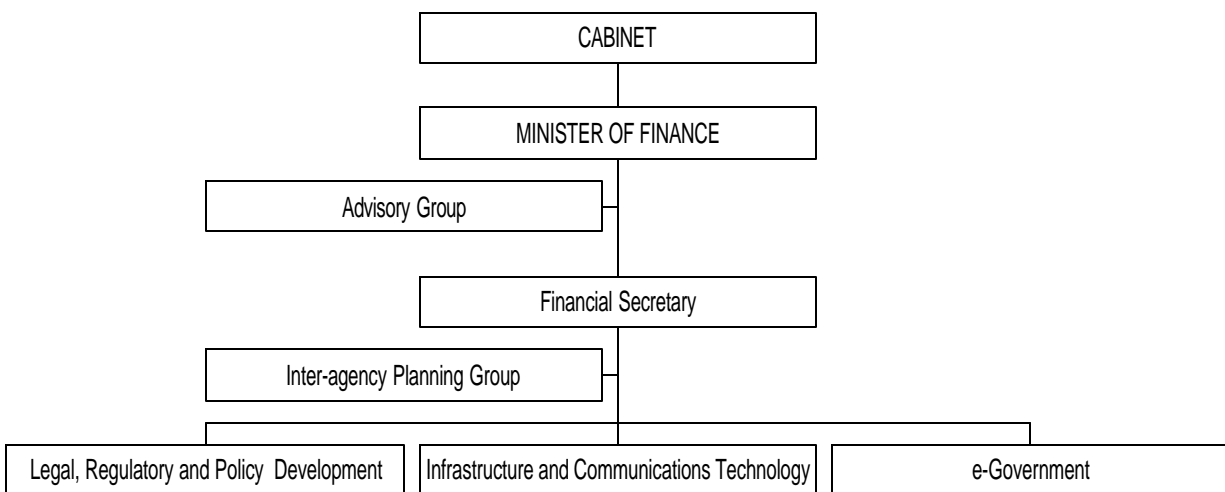 CABINET
MINISTER OF FINANCE
Advisory Group
Financial Secretary
Inter-agency Planning Group
Legal, Regulatory and Policy Development
Infrastructure and Communications Technology
e-Government